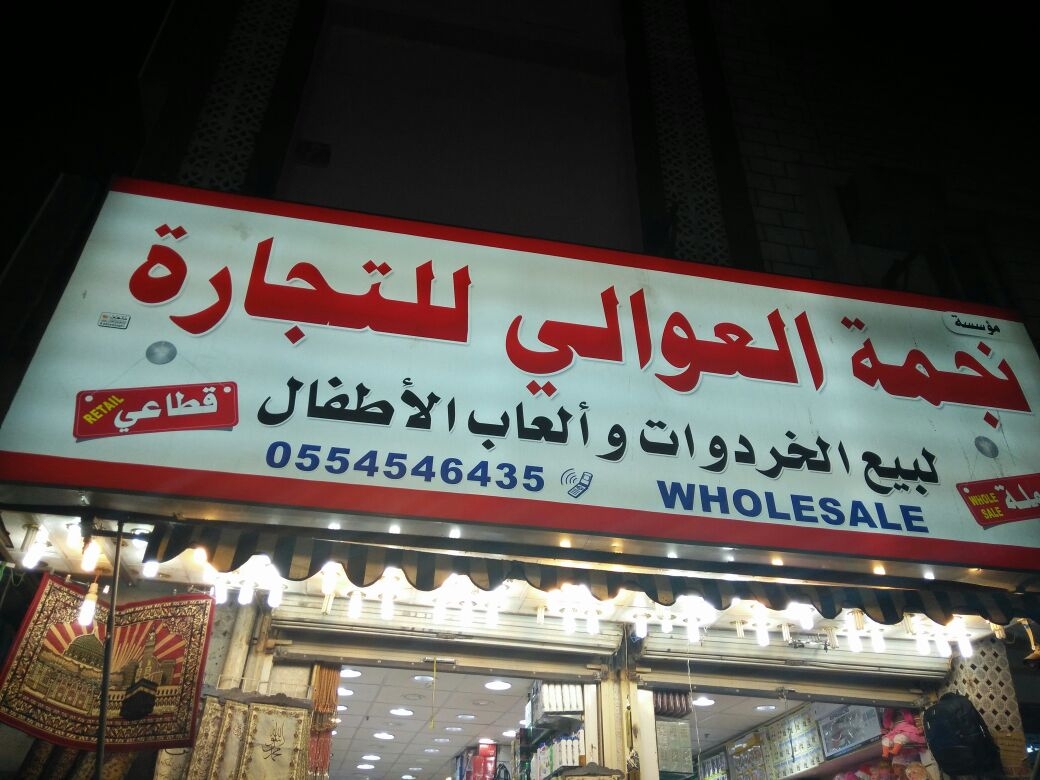 مؤسسة
نجمة العوالي للتجارة
لبيع الخردوات و ألعاب الأطفال
قطاعي
RETAIL
0554546435
WHOLESALE
WHOLE
SALE